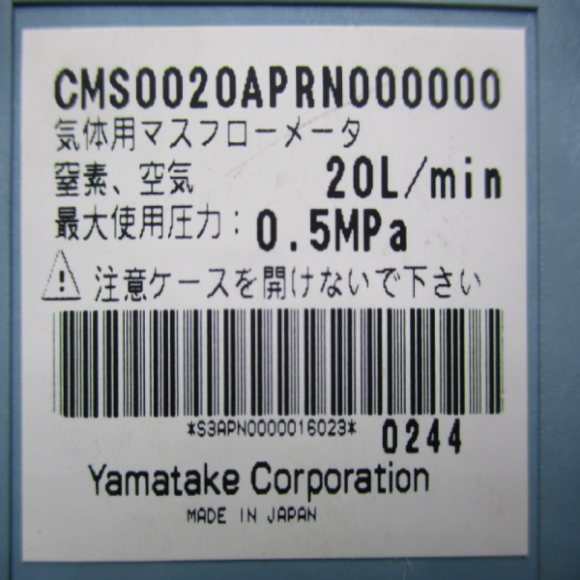 CMS0020APRN000000
気体用マスフローメータ
窒素、空気 20L/min
最大使用圧力: 0.5MPa
注意ケースを開けないで下さい
*S3APN0000016023* 0244
Yamatake Corporation
MADE IN JAPAN